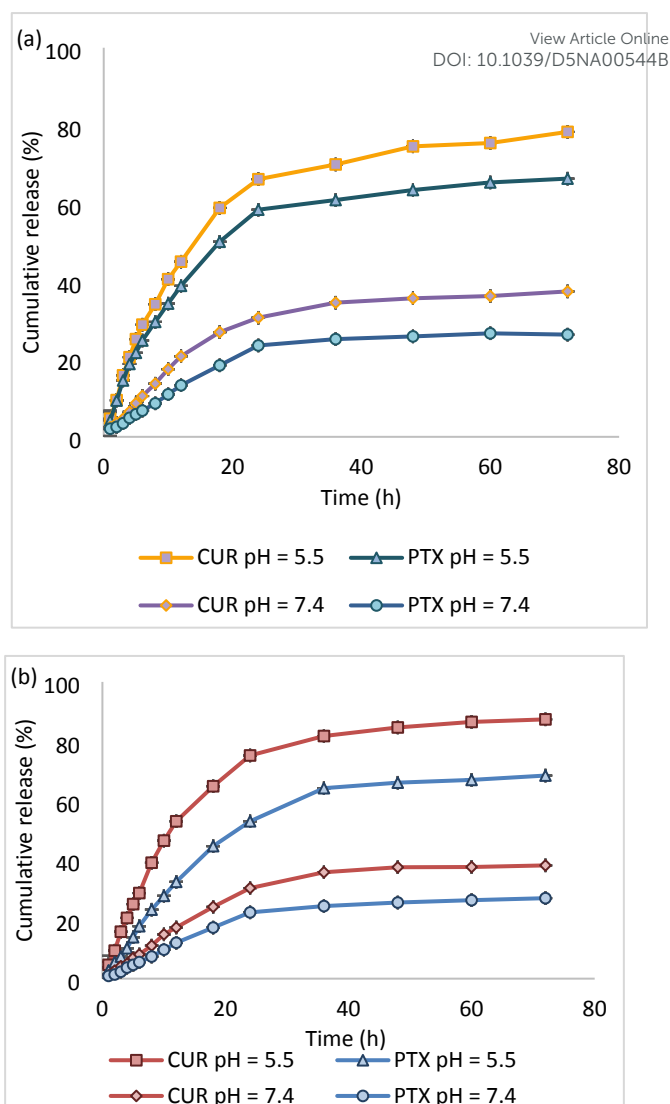 (a)
View Article Online
DOI: 10.1039/D5NA00544B
100
80
60
40
20
0
Cumulative release (%)
0 20 40 60 80
Time (h)
CUR pH = 5.5 PTX pH = 5.5
CUR pH = 7.4 PTX pH = 7.4
(b)
100
80
60
40
20
0
Cumulative release (%)
0 20 40 60 80
Time (h)
CUR pH = 5.5 PTX pH = 5.5
CUR pH = 7.4 PTX pH = 7.4